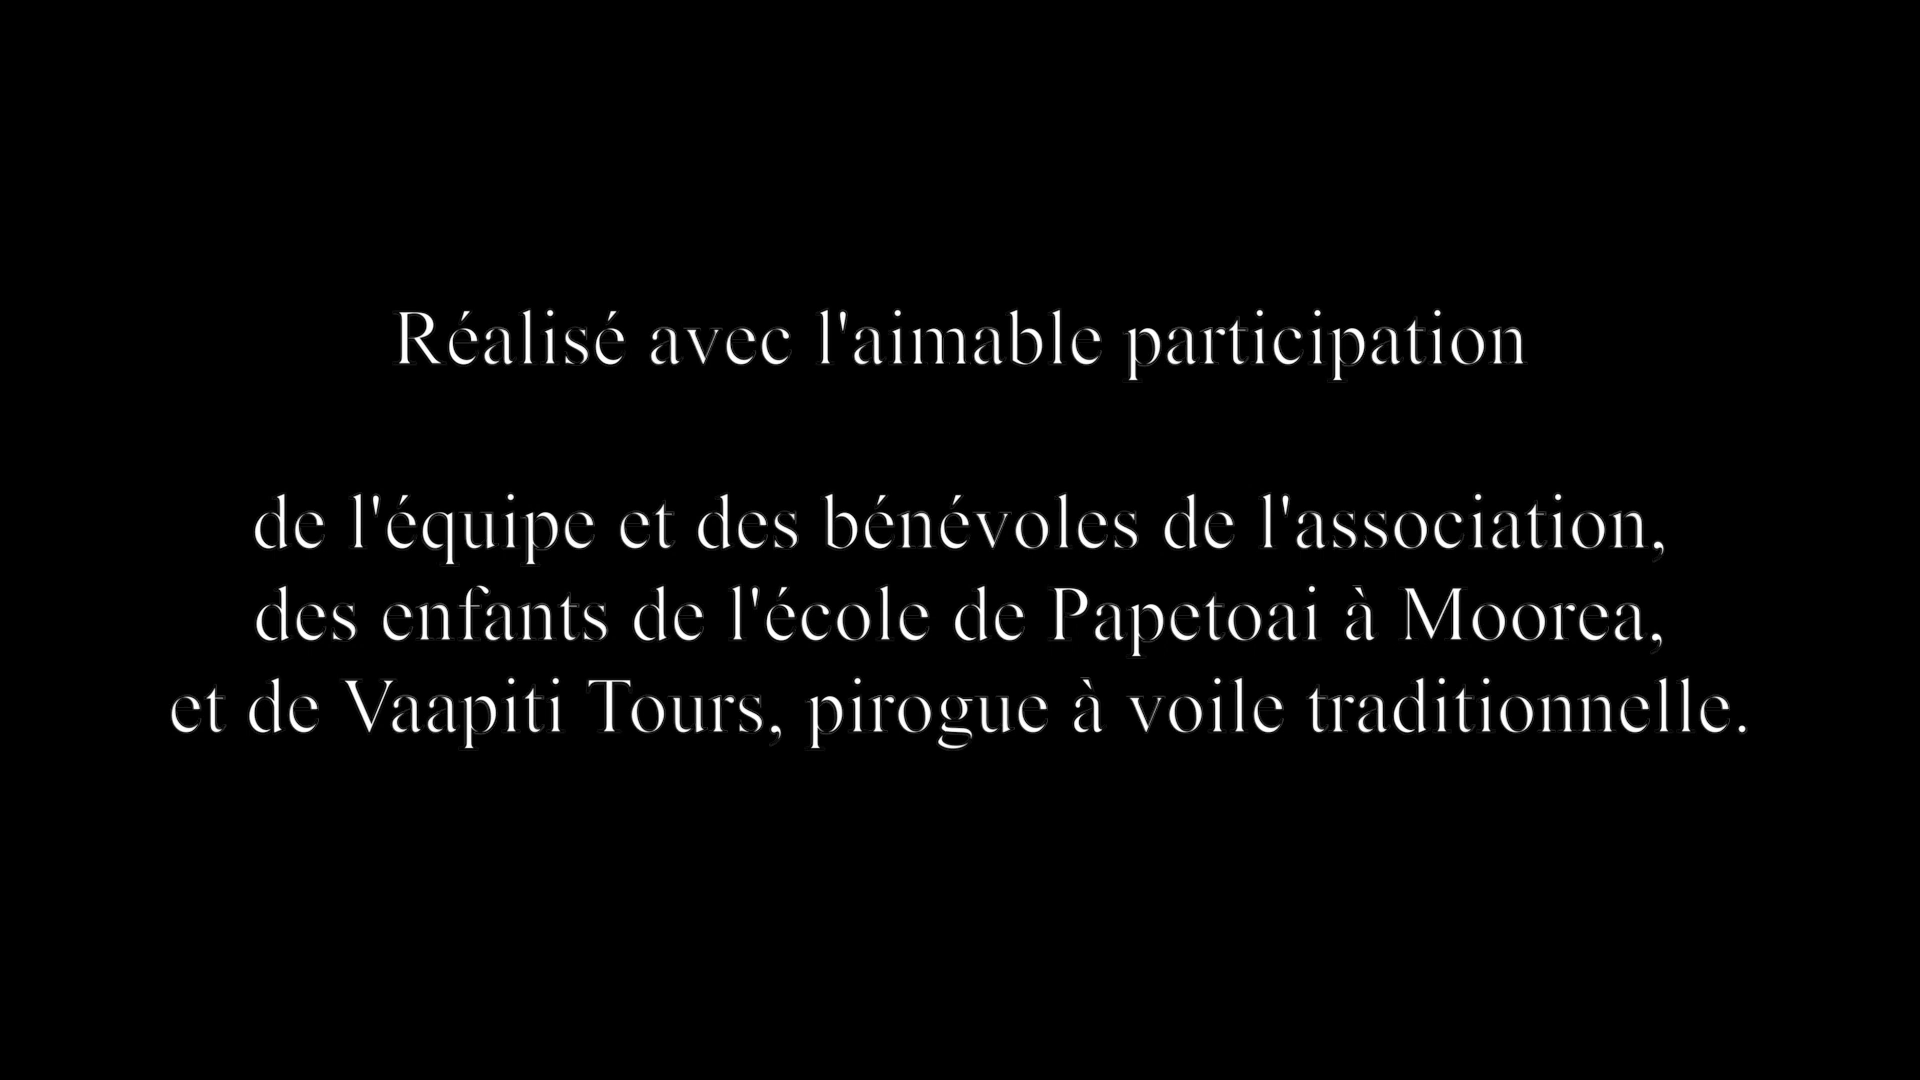 Réalisé avec l'aimable participation
de l'équipe et des bénévoles de l'association,
des enfants de l'école de Papetoai à Moorea,
et de Vaapiti Tours, pirogue à voile traditionnelle.